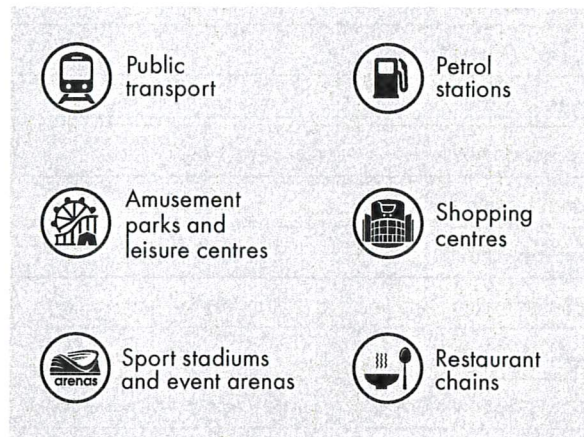 Public
transport
Petrol
stations
Amusement
parks and
leisure centres
Shopping
centres
arenas
Sport stadiums
and event arenas
Restaurant
chains